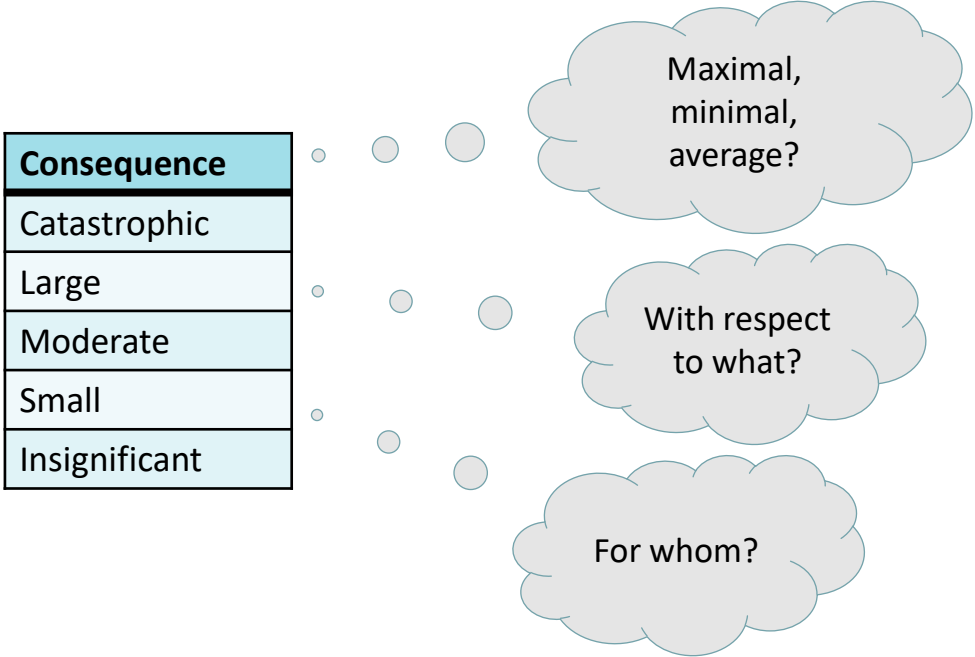 Consequence
Catastrophic
Large
Moderate
Small
Insignificant
Maximal,
minimal,
average?
With respect
to what?
For whom?